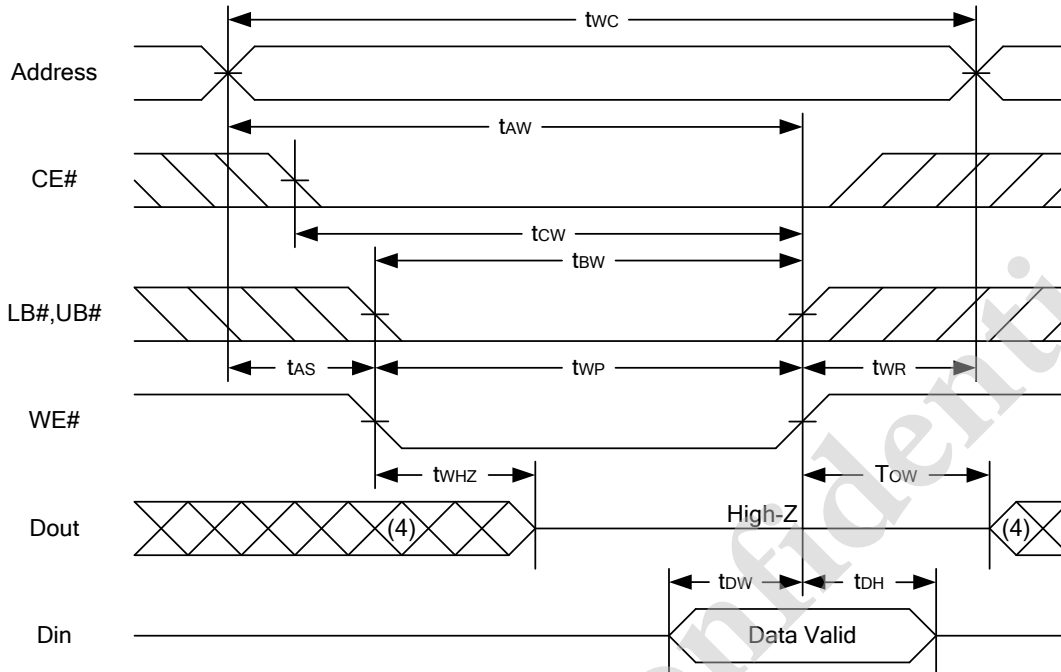 tWC
Address
tAW
CE#
tCW
tBW
LB#,UB#
tAS
tWP
tWR
WE#
tWHZ
TOW
Dout
(4)
High-Z
(4)
tDW
tDH
Din
Data Valid
nfidenti